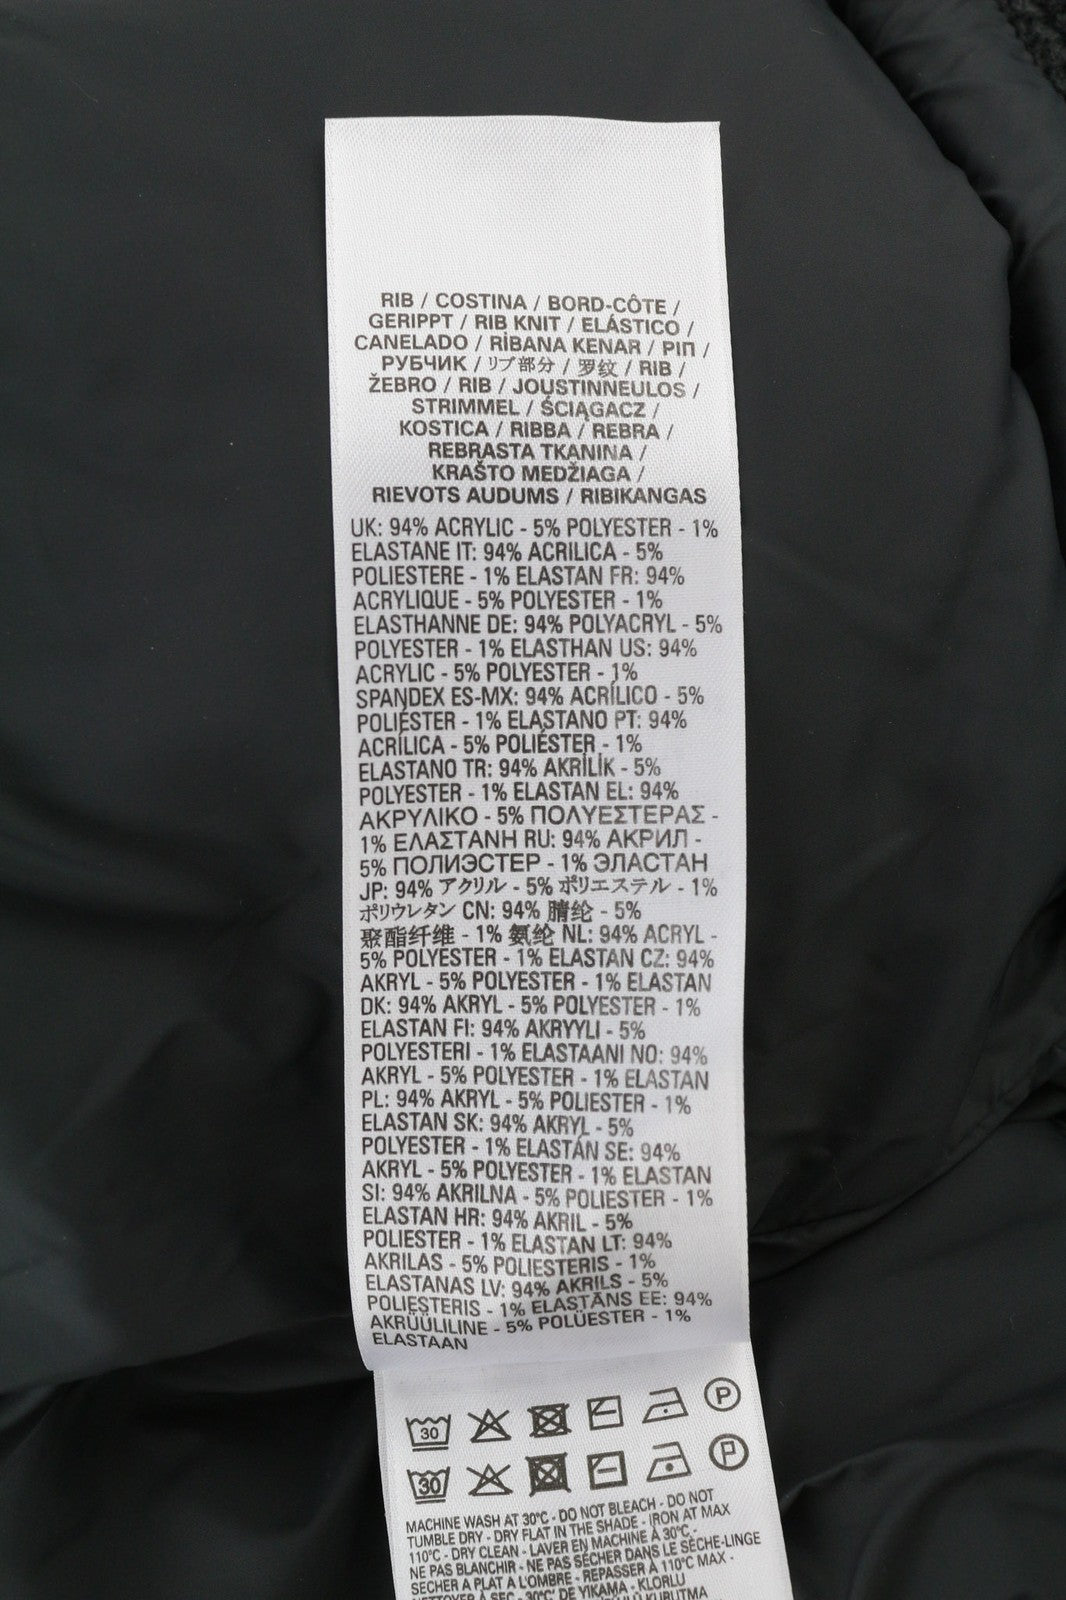 RIB / COSTINA / BORD-CÔTE /
GERIPPT / RIB KNIT / ELÁSTICO /
CANELADO / RİBANA KENAR / ΡΙΠ /
РУБЧИК / リブ部分 / 罗纹 / RIB /
ŽEBRO / RIB / JOUSTINNEULOS /
STRIMMEL / ŚCIĄGACZ /
KOSTICA / RIBBA / REBRA /
REBRASTA TKANINA /
KRAŠTO MEDŽIAGA /
RIEVOTS AUDUMS / RIBIKANGAS
UK: 94% ACRYLIC - 5% POLYESTER - 1%
ELASTANE IT: 94% ACRILICA - 5%
POLIESTERE - 1% ELASTAN FR: 94%
ACRYLIQUE - 5% POLYESTER - 1%
ELASTHANNE DE: 94% POLYACRYL - 5%
POLYESTER - 1% ELASTHAN US: 94%
ACRYLIC - 5% POLYESTER - 1%
SPANDEX ES-MX: 94% ACRÍLICO - 5%
POLIÉSTER - 1% ELASTANO PT: 94%
ACRÍLICA - 5% POLIÉSTER - 1%
ELASTANO TR: 94% AKRİLİK - 5%
POLYESTER - 1% ELASTAN EL: 94%
ΑΚΡΥΛΙΚΟ - 5% ΠΟΛΥΕΣΤΕΡΑΣ -
1% ΕΛΑΣΤΑΝΗ RU: 94% АКРИЛ -
5% ПОЛИЭСТЕР - 1% ЭЛАСТАН
JP: 94% アクリル - 5% ポリエステル - 1%
ポリウレタン CN: 94% 腈纶 - 5%
聚酯纤维 - 1% 氨纶 NL: 94% ACRYL -
5% POLYESTER - 1% ELASTAN CZ: 94%
AKRYL - 5% POLYESTER - 1% ELASTAN
DK: 94% AKRYL - 5% POLYESTER - 1%
ELASTAN FI: 94% AKRYYLI - 5%
POLYESTERI - 1% ELASTAANI NO: 94%
AKRYL - 5% POLYESTER - 1% ELASTAN
PL: 94% AKRYL - 5% POLIESTER - 1%
ELASTAN SK: 94% AKRYL - 5%
POLYESTER - 1% ELASTÁN SE: 94%
AKRYL - 5% POLYESTER - 1% ELASTAN
SI: 94% AKRILNA - 5% POLIESTER - 1%
ELASTAN HR: 94% AKRIL - 5%
POLIESTER - 1% ELASTAN LT: 94%
AKRILAS - 5% POLIESTERIS - 1%
ELASTANAS LV: 94% AKRILS - 5%
POLIESTERIS - 1% ELASTĀNS EE: 94%
AKRÜÜLILINE - 5% POLÜESTER - 1%
ELASTAAN
30 P
30 P
MACHINE WASH AT 30°C - DO NOT BLEACH - DO NOT
TUMBLE DRY - DRY FLAT IN THE SHADE - IRON AT MAX
110°C - DRY CLEAN - LAVER EN MACHINE À 30°C -
NE PAS BLANCHIR - NE PAS SÉCHER DANS LE SÈCHE-LINGE
SÉCHER À PLAT À L'OMBRE - REPASSER À 110°C MAX -
NETTOYER À SEC - 30°C' DE YIKAMA - KLORLU
KURUTMA